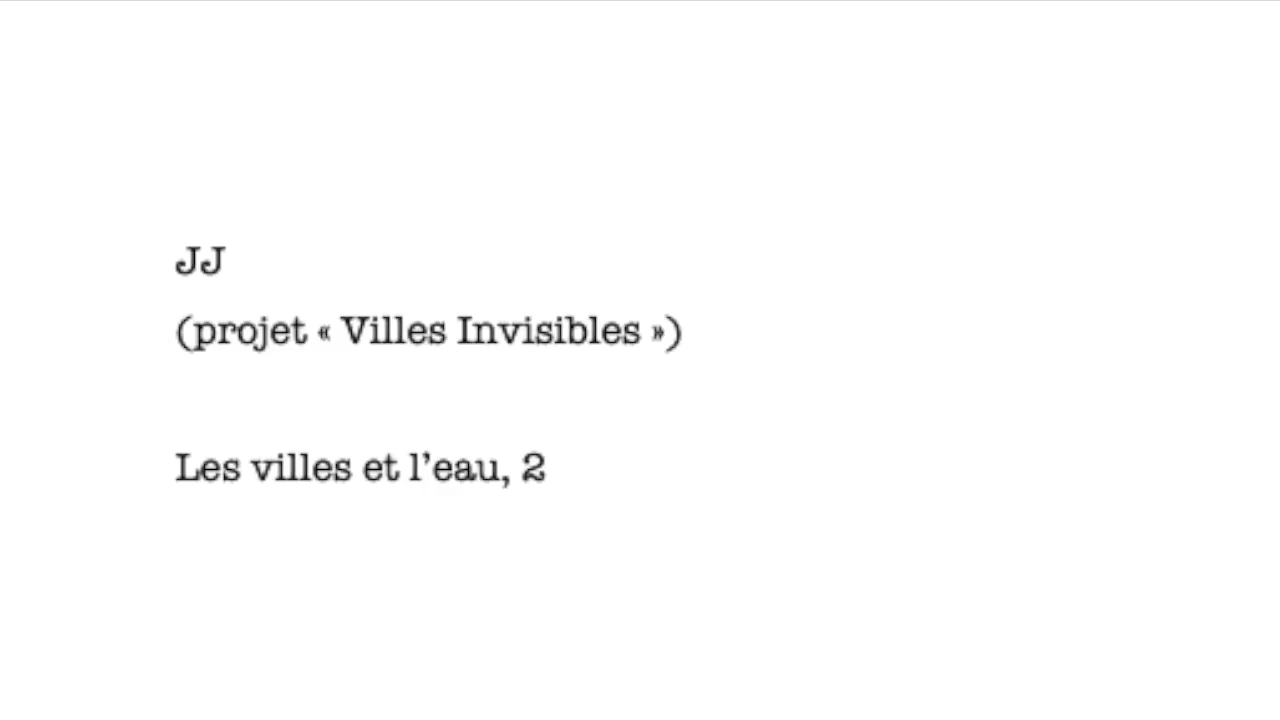 JJ
(projet « Villes Invisibles »)
Les villes et l’eau, 2